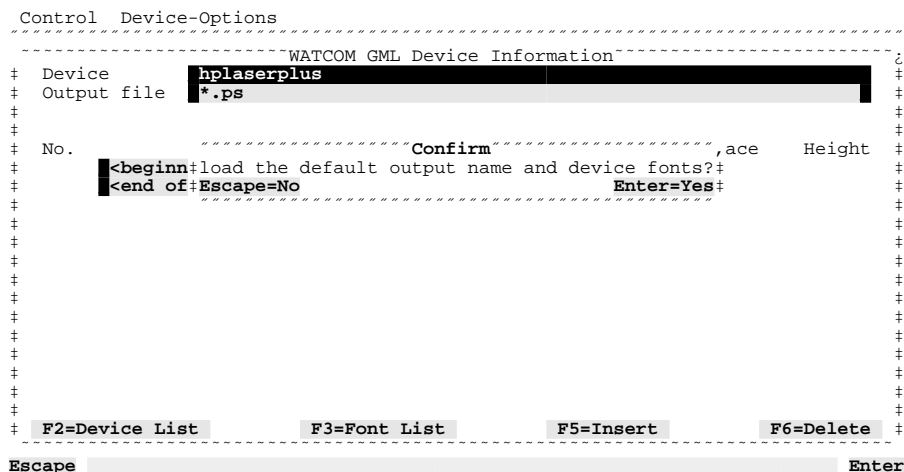 Control Device-Options
WATCOM GML Device Information
Device hplaserplus
Output file *.ps
No. Confirm ,ace Height
<beginn‡load the default output name and device fonts?‡
<end of‡Escape=No Enter=Yes‡
F2=Device List F3=Font List F5=Insert F6=Delete
Escape Enter